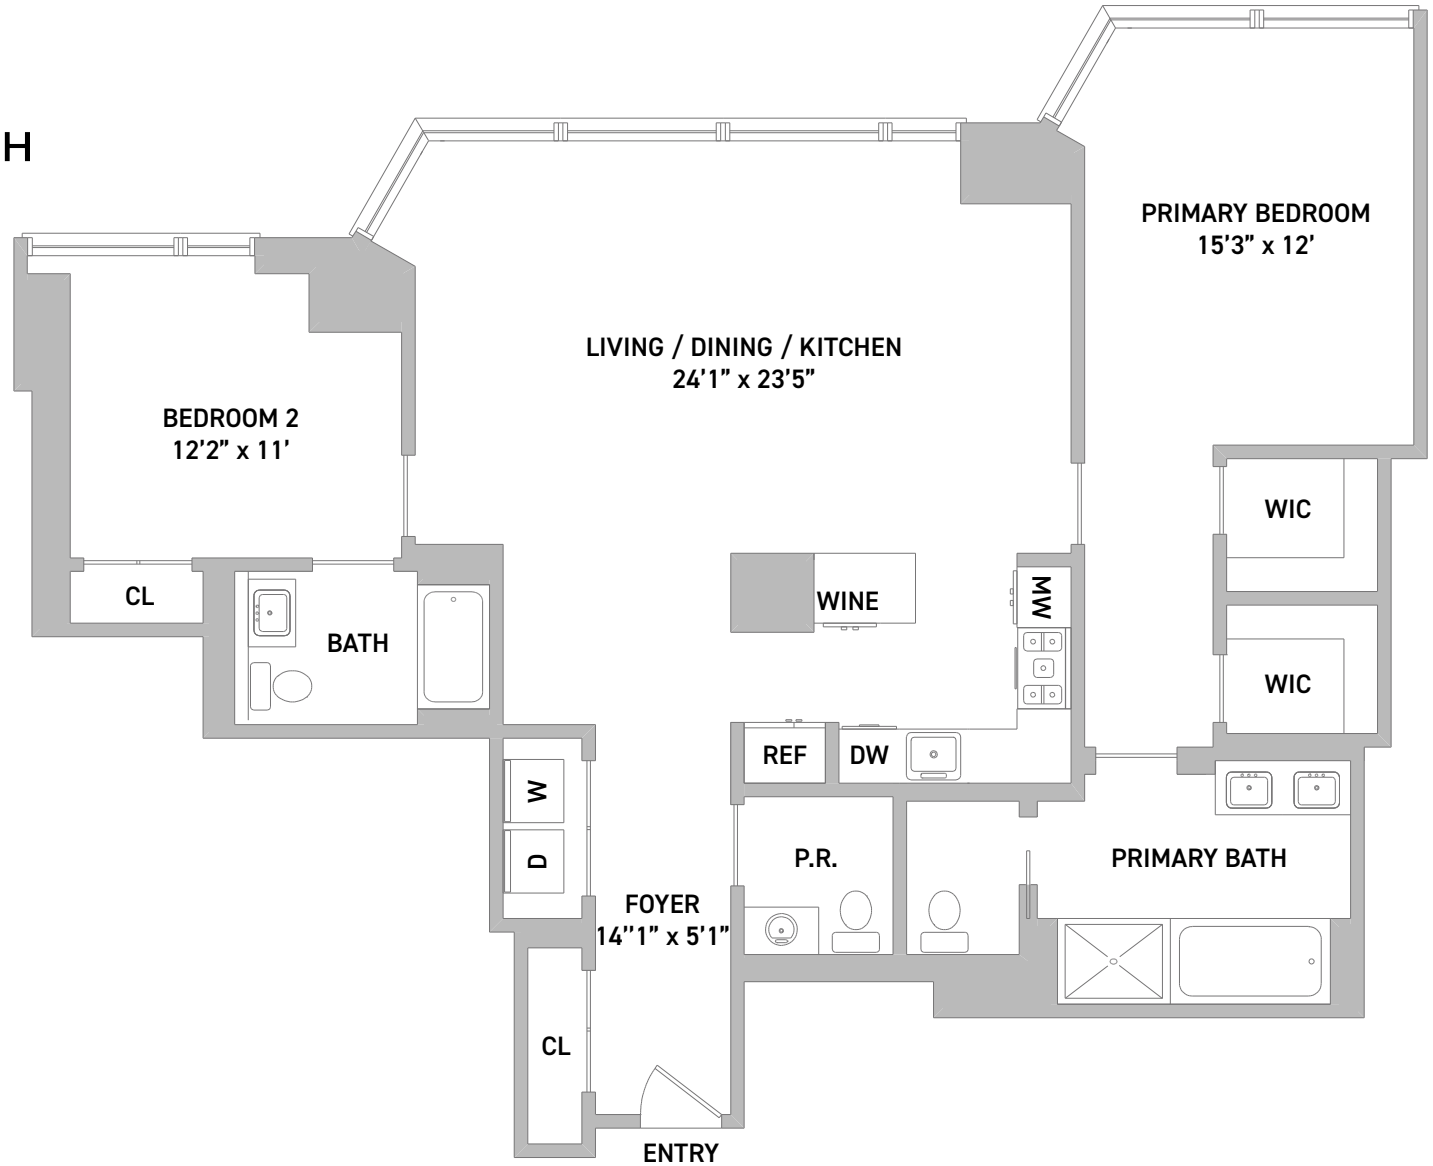 H
PRIMARY BEDROOM
15'3" x 12'
LIVING / DINING / KITCHEN
24'1" x 23'5"
BEDROOM 2
12'2" x 11'
WIC
CL
WINE
MW
BATH
WIC
REF
DW
W
D
P.R.
PRIMARY BATH
FOYER
14''1" x 5'1"
CL
ENTRY